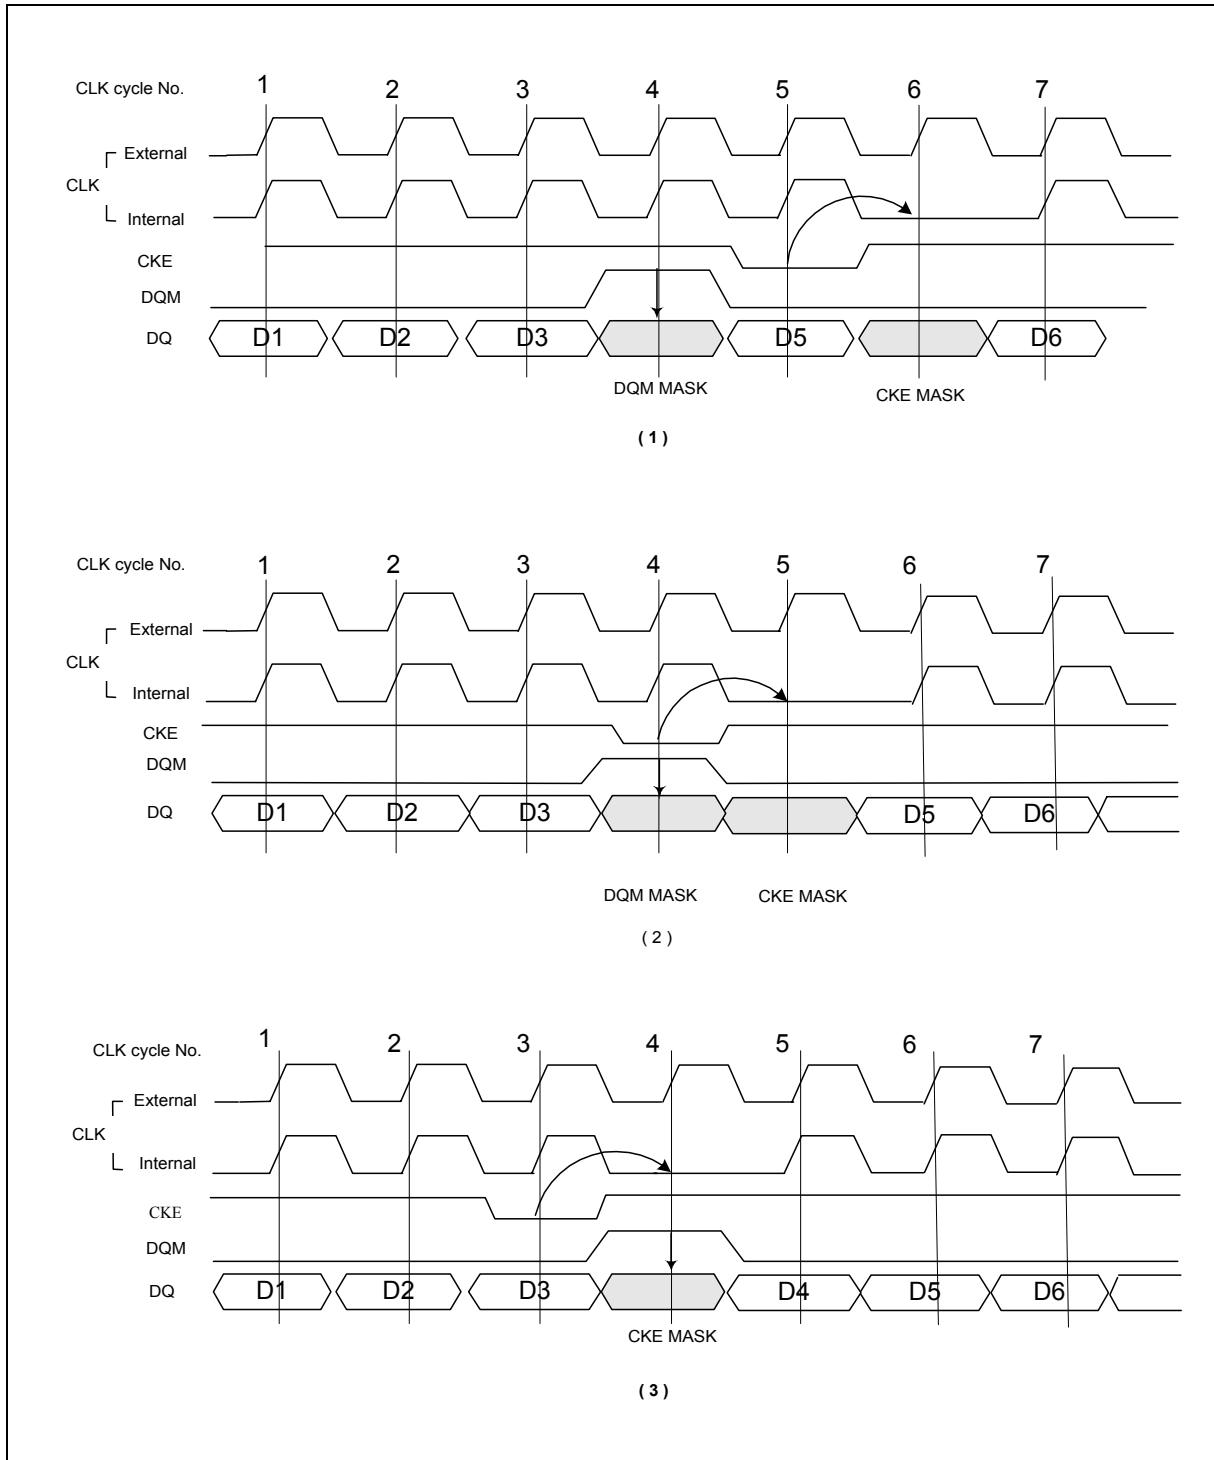 CLK cycle No. 1 2 3 4 5 6 7
External
CLK
Internal
CKE
DQM
DQ D1 D2 D3 D5 D6
DQM MASK CKE MASK
( 1 )
CLK cycle No. 1 2 3 4 5 6 7
External
CLK
Internal
CKE
DQM
DQ D1 D2 D3 D5 D6
DQM MASK CKE MASK
( 2 )
CLK cycle No. 1 2 3 4 5 6 7
External
CLK
Internal
CKE
DQM
DQ D1 D2 D3 D4 D5 D6
CKE MASK
( 3 )